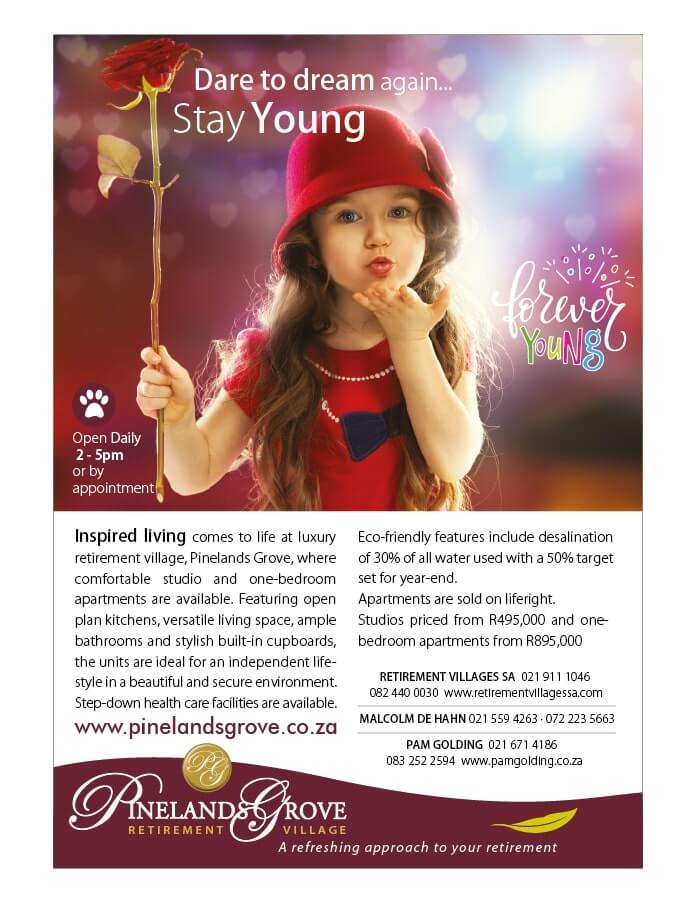 Dare to dream again...
Stay Young
forever
YouNg
Open Daily
2 - 5pm
or by
appointment
Inspired living comes to life at luxury
retirement village, Pinelands Grove, where
comfortable studio and one-bedroom
apartments are available. Featuring open
plan kitchens, versatile living space, ample
bathrooms and stylish built-in cupboards,
the units are ideal for an independent life-
style in a beautiful and secure environment.
Step-down health care facilities are available.
www.pinelandsgrove.co.za
Eco-friendly features include desalination
of 30% of all water used with a 50% target
set for year-end.
Apartments are sold on liferight.
Studios priced from R495,000 and one-
bedroom apartments from R895,000
RETIREMENT VILLAGES SA 021 911 1046
082 440 0030 www.retirementvillagessa.com
MALCOLM DE HAHN 021 559 4263 · 072 223 5663
PAM GOLDING 021 671 4186
083 252 2594 www.pamgolding.co.za
PG
PINELANDS GROVE
RETIREMENT VILLAGE
A refreshing approach to your retirement